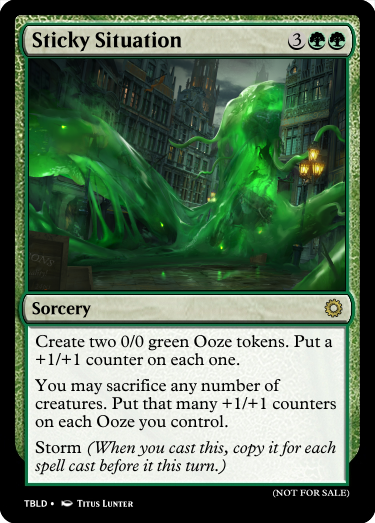 Sticky Situation 3
Sorcery
Create two 0/0 green Ooze tokens. Put a
+1/+1 counter on each one.
You may sacrifice any number of
creatures. Put that many +1/+1 counters
on each Ooze you control.
Storm (When you cast this, copy it for each
spell cast before it this turn.)
(NOT FOR SALE)
TBLD • Titus Lunter